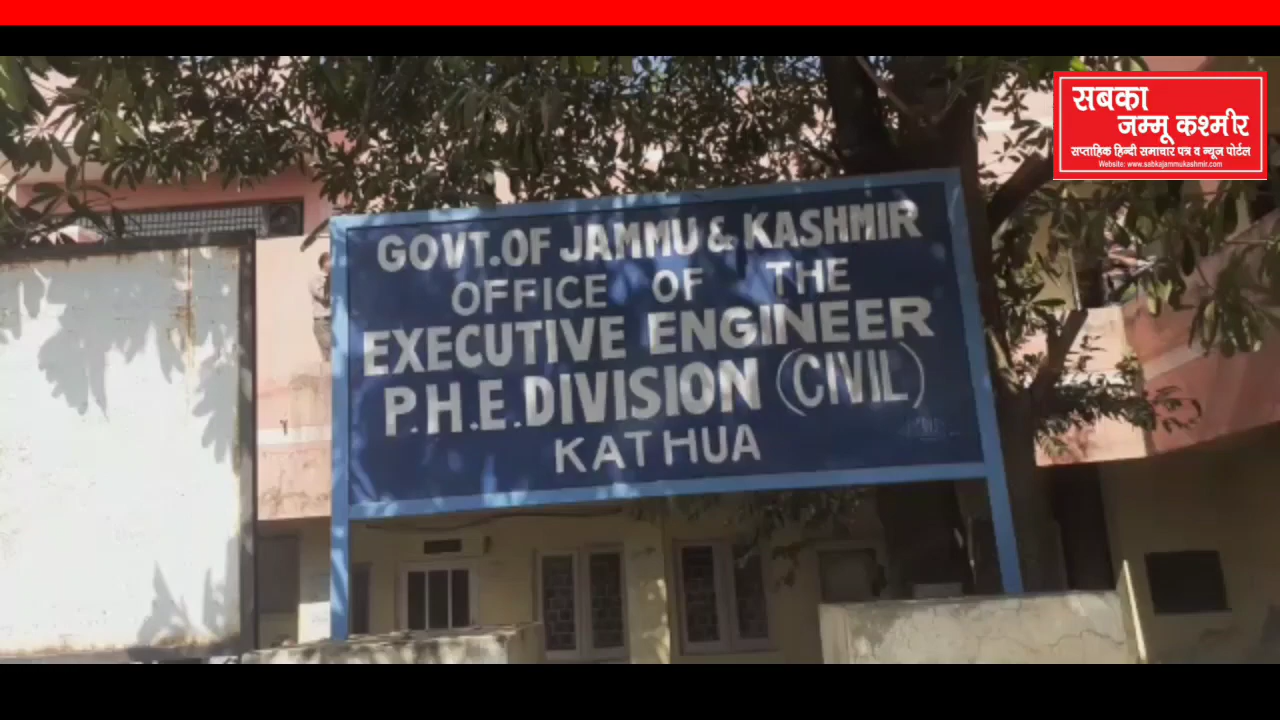 सबका
जम्मू कश्मीर
साप्ताहिक हिन्दी समाचार पत्र व न्यूज पोर्टल
Website: www.sabkajammukashmir.com
GOVT.OF JAMMU & KASHMIR
OFFICE OF THE
EXECUTIVE ENGINEER
P.H.E. DIVISION (CIVIL)
KATHUA